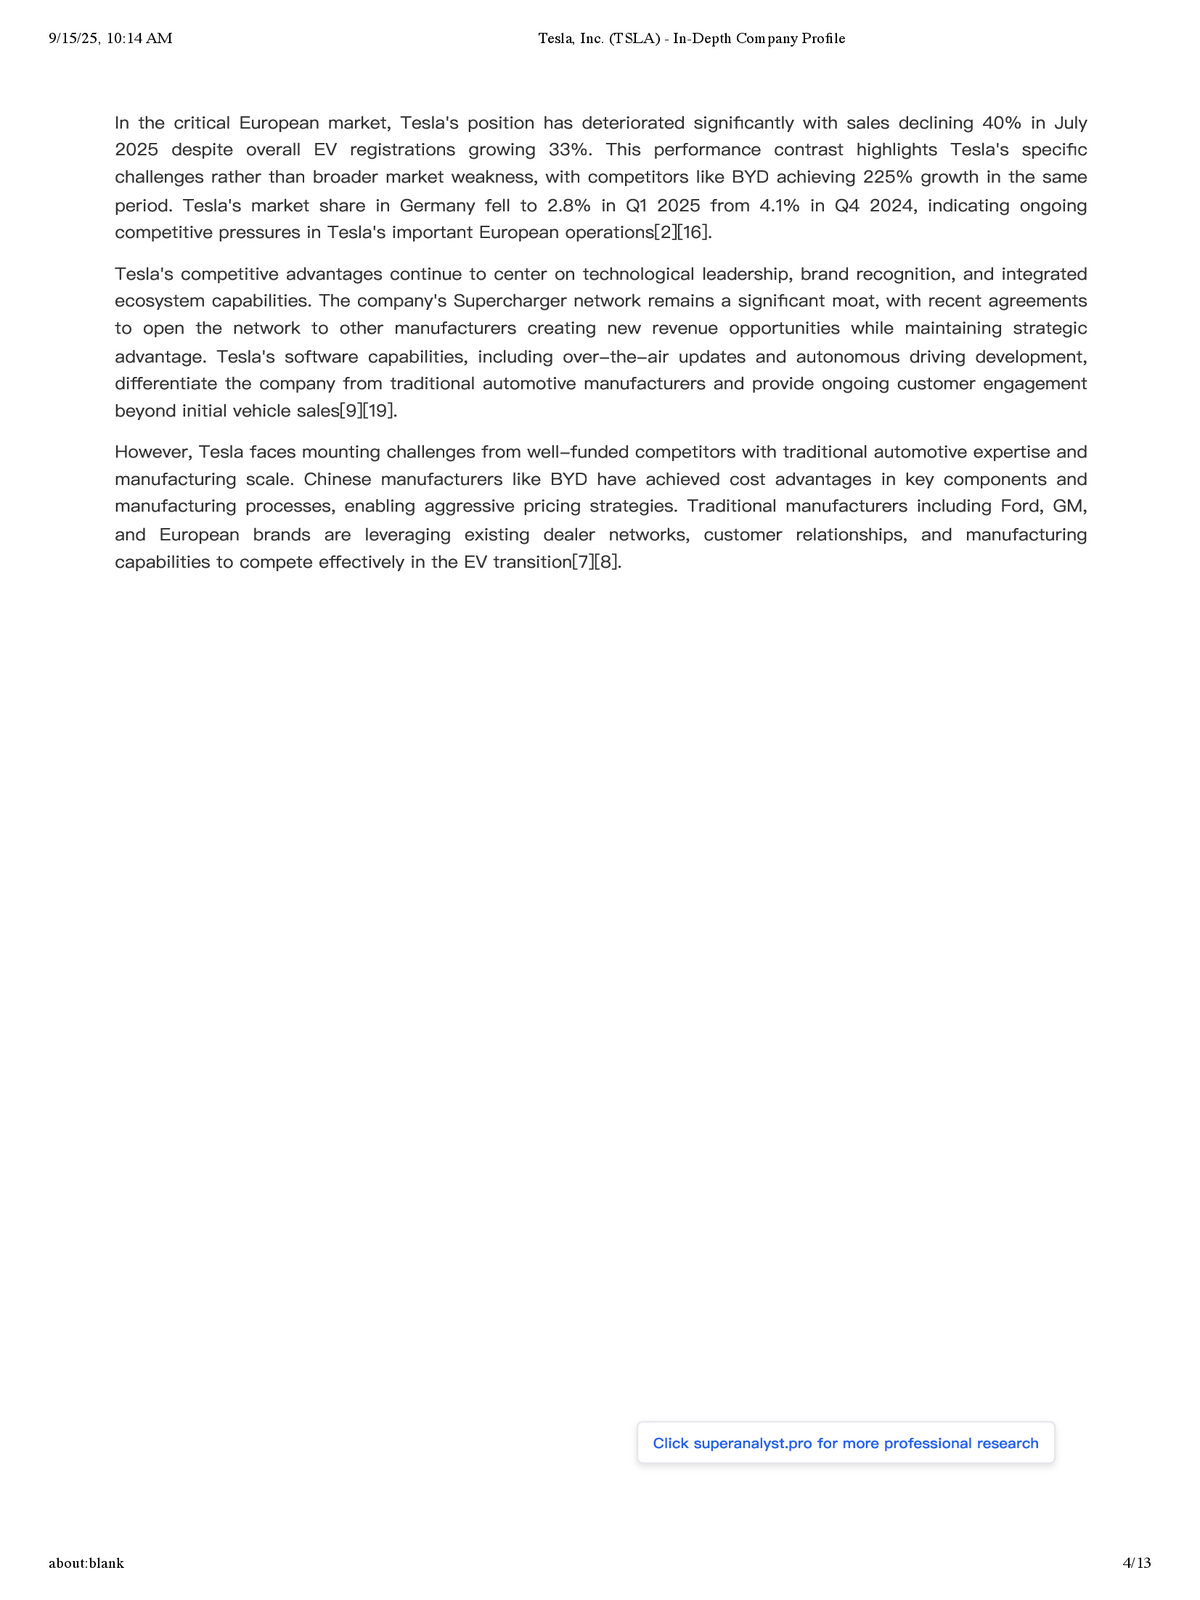 9/15/25, 10:14 AM
Tesla, Inc. (TSLA) - In-Depth Company Profile
In the critical European market, Tesla's position has deteriorated significantly with sales declining 40% in July
2025 despite overall EV registrations growing 33%. This performance contrast highlights Tesla's specific
challenges rather than broader market weakness, with competitors like BYD achieving 225% growth in the same
period. Tesla's market share in Germany fell to 2.8% in Q1 2025 from 4.1% in Q4 2024, indicating ongoing
competitive pressures in Tesla's important European operations[2][16].
Tesla's competitive advantages continue to center on technological leadership, brand recognition, and integrated
ecosystem capabilities. The company's Supercharger network remains a significant moat, with recent agreements
to open the network to other manufacturers creating new revenue opportunities while maintaining strategic
advantage. Tesla's software capabilities, including over–the–air updates and autonomous driving development,
differentiate the company from traditional automotive manufacturers and provide ongoing customer engagement
beyond initial vehicle sales[9][19].
However, Tesla faces mounting challenges from well–funded competitors with traditional automotive expertise and
manufacturing scale. Chinese manufacturers like BYD have achieved cost advantages in key components and
manufacturing processes, enabling aggressive pricing strategies. Traditional manufacturers including Ford, GM,
and European brands are leveraging existing dealer networks, customer relationships, and manufacturing
capabilities to compete effectively in the EV transition[7][8].
Click superanalyst.pro for more professional research
about:blank
4/13